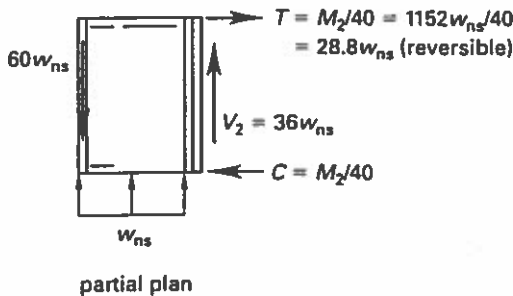 T = M₂/40 = 1152wₙₛ/40
= 28.8wₙₛ (reversible)
60wₙₛ
V₂ = 36wₙₛ
C = M₂/40
wₙₛ
partial plan